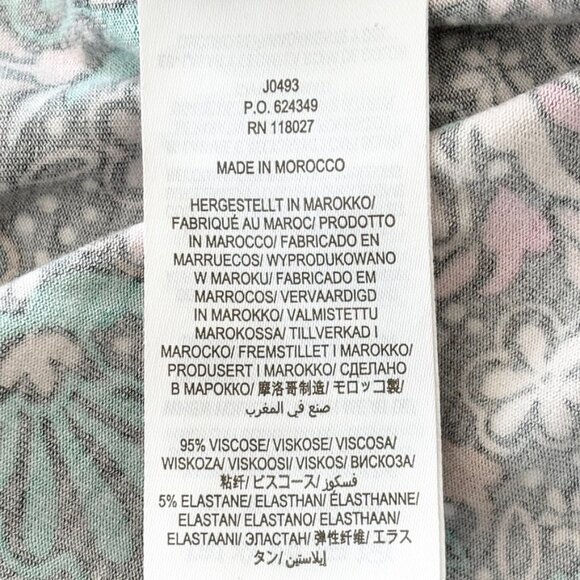 J0493
P.O. 624349
RN 118027
MADE IN MOROCCO
HERGESTELLT IN MAROKKO/
FABRIQUÉ AU MAROC/ PRODOTTO
IN MAROCCO/ FABRICADO EN
MARRUECOS/ WYPRODUKOWANO
W MAROKU/ FABRICADO EM
MARROCOS/ VERVAARDIGD
IN MAROKKO/ VALMISTETTU
MAROKOSSA/ TILLVERKAD I
MAROCKO/ FREMSTILLET I MAROKKO/
PRODUSERT I MAROKKO/ СДЕЛАНО
В МАРОККО/ 摩洛哥制造/ モロッコ製/
صنع في المغرب/
95% VISCOSE/ VISKOSE/ VISCOSA/
WISKOZA/ VISKOOSI/ VISKOS/ ВИСКОЗА/
粘纤/ ビスコース/ فسكوز/
5% ELASTANE/ ELASTHAN/ ÉLASTHANNE/
ELASTAN/ ELASTANO/ ELASTHAAN/
ELASTAANI/ ЭЛАСТАН/ 弹性纤维/ エラス
タン/ إيلاستين/